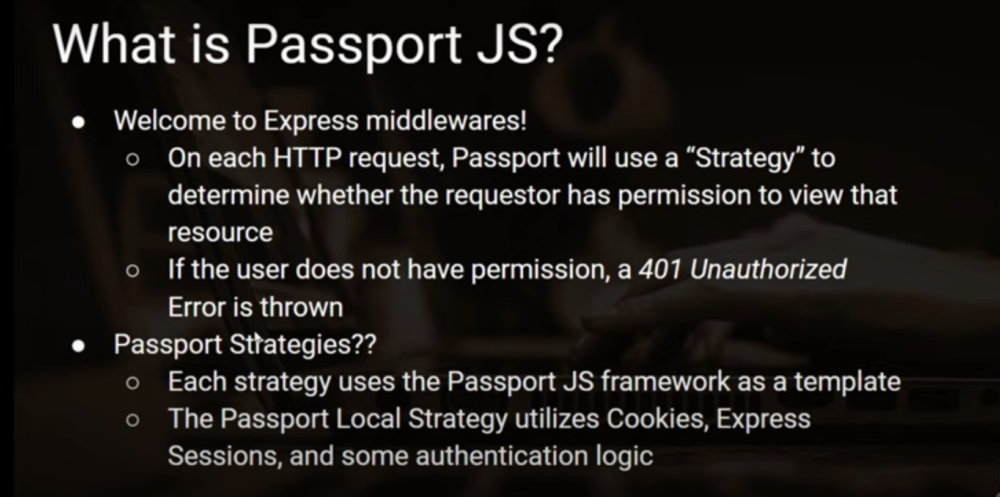 What is Passport JS?
● Welcome to Express middlewares!
○ On each HTTP request, Passport will use a “Strategy” to
determine whether the requestor has permission to view that
resource
○ If the user does not have permission, a 401 Unauthorized
Error is thrown
● Passport Strategies??
○ Each strategy uses the Passport JS framework as a template
○ The Passport Local Strategy utilizes Cookies, Express
Sessions, and some authentication logic